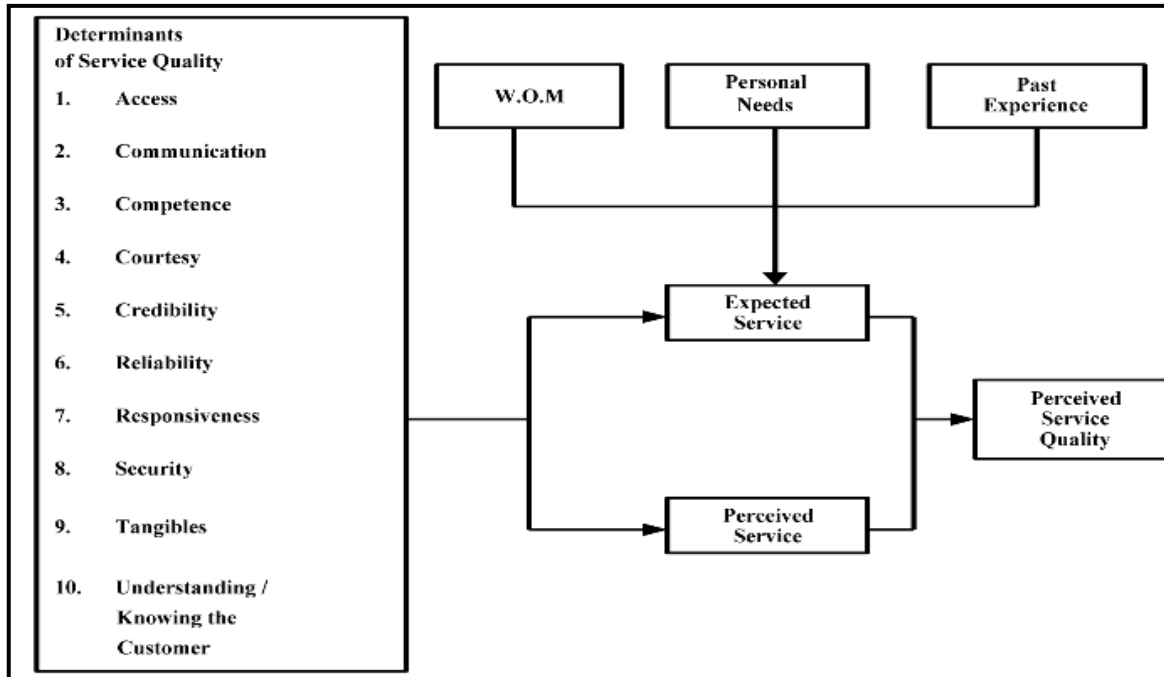 Determinants
of Service Quality
1. Access
2. Communication
3. Competence
4. Courtesy
5. Credibility
6. Reliability
7. Responsiveness
8. Security
9. Tangibles
10. Understanding /
Knowing the
Customer
W.O.M
Personal
Needs
Past
Experience
Expected
Service
Perceived
Service
Perceived
Service
Quality